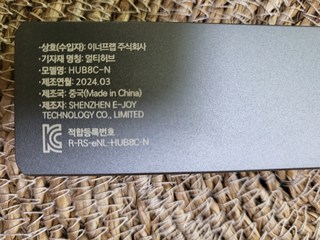 ·상호(수입자): 이너프랩 주식회사
·기자재 명칭: 멀티허브
·모델명: HUB8C-N
·제조연월: 2024.03
·제조국: 중국(Made in China)
·제조자: SHENZHEN E-JOY
TECHNOLOGY CO., LIMITED
적합등록번호
R-RS-eNL-HUB8C-N